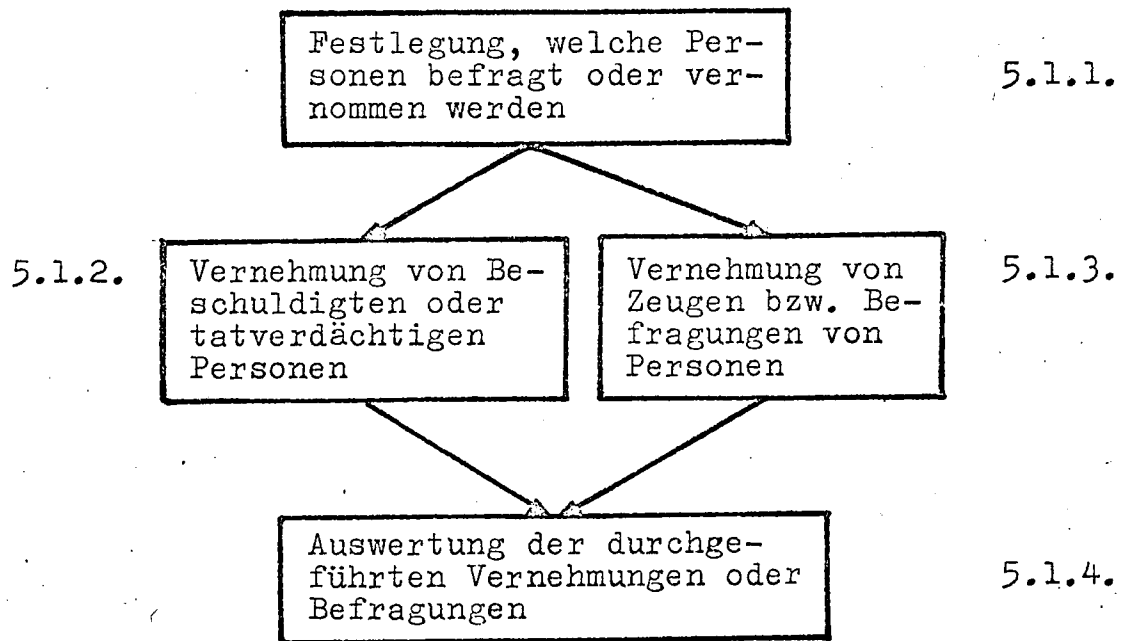 Festlegung, welche Per-
sonen befragt oder ver-
nommen werden
5.1.1.
5.1.2.
Vernehmung von Be-
schuldigten oder
tatverdächtigen
Personen
Vernehmung von
Zeugen bzw. Be-
fragungen von
Personen
5.1.3.
Auswertung der durchge-
führten Vernehmungen oder
Befragungen
5.1.4.